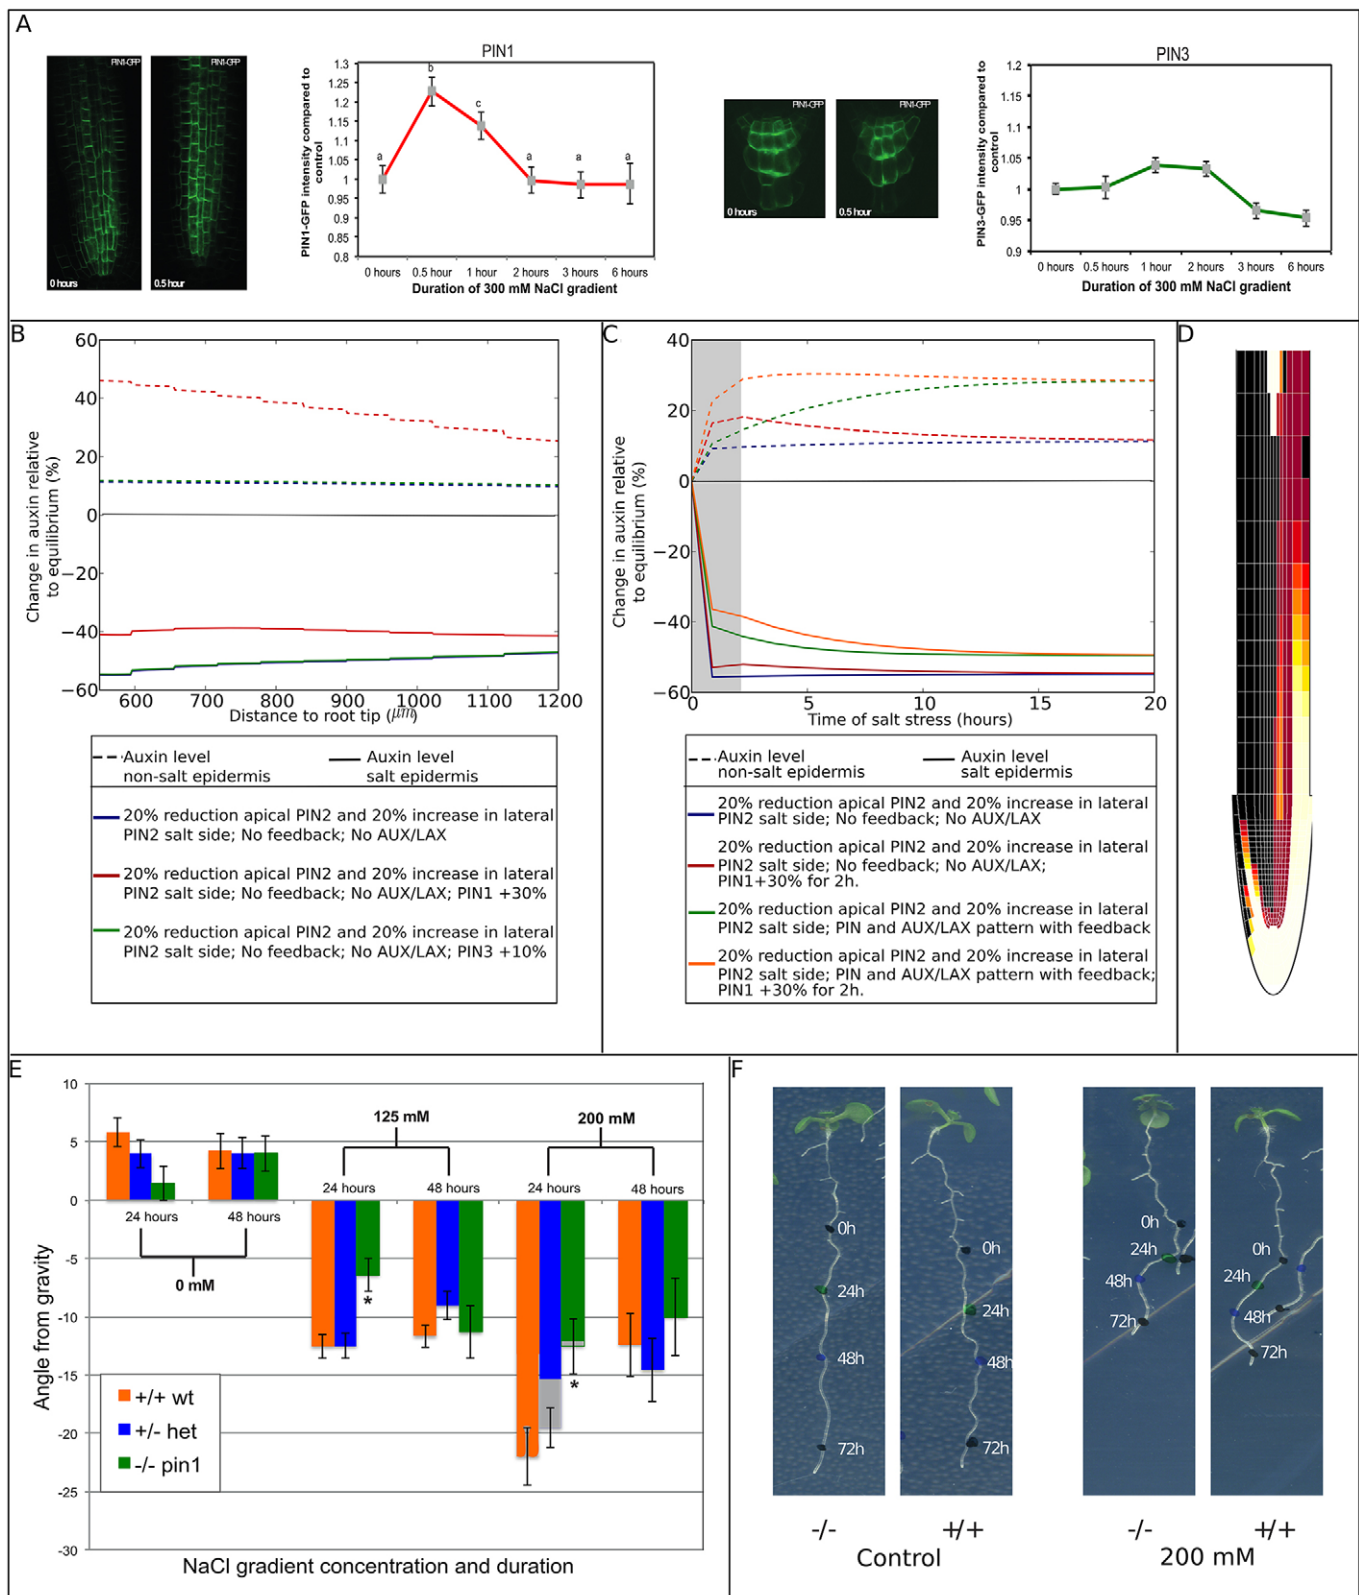 A
PIN1-GFP
0 hours
PIN1-GFP
0.5 hour
PIN1
PIN1-GFP intensity compared to
control
1.3
1.25
1.2
1.15
1.1
1.05
1
0.95
0.9
0.85
0.8
a
b
c
a
a
a
0 hours
0.5 hour
1 hour
2 hours
3 hours
6 hours
Duration of 300 mM NaCl gradient
PIN1-GFP
0 hours
PIN1-GFP
0.5 hour
PIN3
PIN3-GFP intensity compared to
control
1.2
1.15
1.1
1.05
1
0.95
0.9
0 hours
0.5 hours
1 hour
2 hours
3 hours
6 hours
Duration of 300 mM NaCl gradient
B
Change in auxin relative
to equilibrium (%)
60
40
20
0
−20
−40
−60
600
700
800
900
1000
1100
1200
Distance to root tip (μm)
Auxin level
non-salt epidermis
Auxin level
salt epidermis
20% reduction apical PIN2 and 20% increase in lateral
PIN2 salt side; No feedback; No AUX/LAX
20% reduction apical PIN2 and 20% increase in lateral
PIN2 salt side; No feedback; No AUX/LAX; PIN1 +30%
20% reduction apical PIN2 and 20% increase in lateral
PIN2 salt side; No feedback; No AUX/LAX; PIN3 +10%
C
Change in auxin relative
to equilibrium (%)
40
20
0
−20
−40
−60
0
5
10
15
20
Time of salt stress (hours)
Auxin level
non-salt epidermis
Auxin level
salt epidermis
20% reduction apical PIN2 and 20% increase in lateral
PIN2 salt side; No feedback; No AUX/LAX
20% reduction apical PIN2 and 20% increase in lateral
PIN2 salt side; No feedback; No AUX/LAX;
PIN1+30% for 2h.
20% reduction apical PIN2 and 20% increase in lateral
PIN2 salt side; PIN and AUX/LAX pattern with feedback
20% reduction apical PIN2 and 20% increase in lateral
PIN2 salt side; PIN and AUX/LAX pattern with feedback;
PIN1 +30% for 2h.
D
E
Angle from gravity
10
5
0
-5
-10
-15
-20
-25
-30
24 hours
48 hours
0 mM
125 mM
24 hours
48 hours
200 mM
24 hours
48 hours
*
*
+/+ wt
+/- het
-/- pin1
NaCl gradient concentration and duration
F
0h
24h
48h
72h
0h
24h
48h
72h
0h
24h
48h
72h
0h
24h
48h
72h
-/-
+/+
-/-
+/+
Control
200 mM